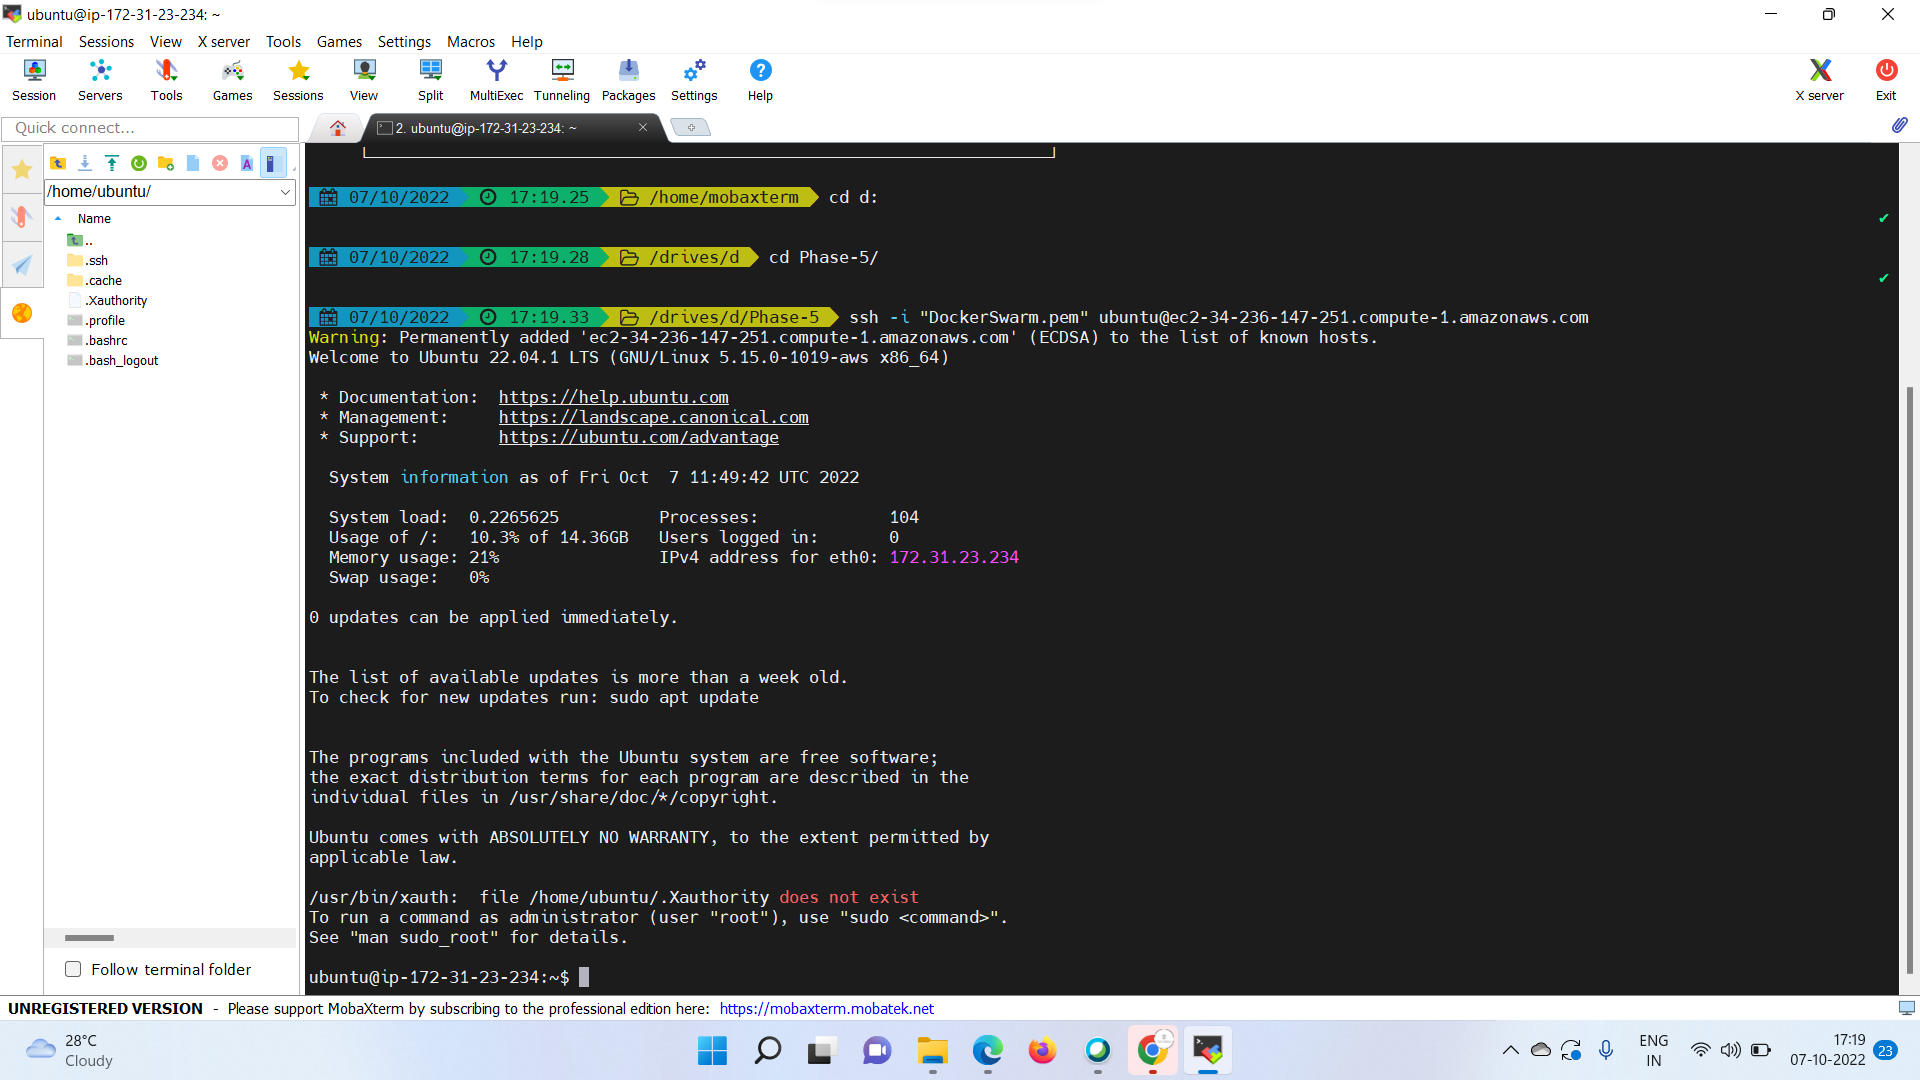 ubuntu@ip-172-31-23-234: ~
Terminal Sessions View X server Tools Games Settings Macros Help
Session Servers Tools Games Sessions View Split MultiExec Tunneling Packages Settings Help X server Exit
Quick connect...
2. ubuntu@ip-172-31-23-234: ~
/home/ubuntu/
Name
..
.ssh
.cache
.Xauthority
.profile
.bashrc
.bash_logout
Follow terminal folder
07/10/2022 17:19.25 /home/mobaxterm cd d:
07/10/2022 17:19.28 /drives/d cd Phase-5/
07/10/2022 17:19.33 /drives/d/Phase-5 ssh -i "DockerSwarm.pem" ubuntu@ec2-34-236-147-251.compute-1.amazonaws.com
Warning: Permanently added 'ec2-34-236-147-251.compute-1.amazonaws.com' (ECDSA) to the list of known hosts.
Welcome to Ubuntu 22.04.1 LTS (GNU/Linux 5.15.0-1019-aws x86_64)
* Documentation: https://help.ubuntu.com
* Management: https://landscape.canonical.com
* Support: https://ubuntu.com/advantage
System information as of Fri Oct 7 11:49:42 UTC 2022
System load: 0.2265625 Processes: 104
Usage of /: 10.3% of 14.36GB Users logged in: 0
Memory usage: 21% IPv4 address for eth0: 172.31.23.234
Swap usage: 0%
0 updates can be applied immediately.
The list of available updates is more than a week old.
To check for new updates run: sudo apt update
The programs included with the Ubuntu system are free software;
the exact distribution terms for each program are described in the
individual files in /usr/share/doc/*/copyright.
Ubuntu comes with ABSOLUTELY NO WARRANTY, to the extent permitted by
applicable law.
/usr/bin/xauth: file /home/ubuntu/.Xauthority does not exist
To run a command as administrator (user "root"), use "sudo <command>".
See "man sudo_root" for details.
ubuntu@ip-172-31-23-234:~$
UNREGISTERED VERSION - Please support MobaXterm by subscribing to the professional edition here: https://mobaxterm.mobatek.net
28°C
Cloudy
ENG
IN
17:19
07-10-2022
23